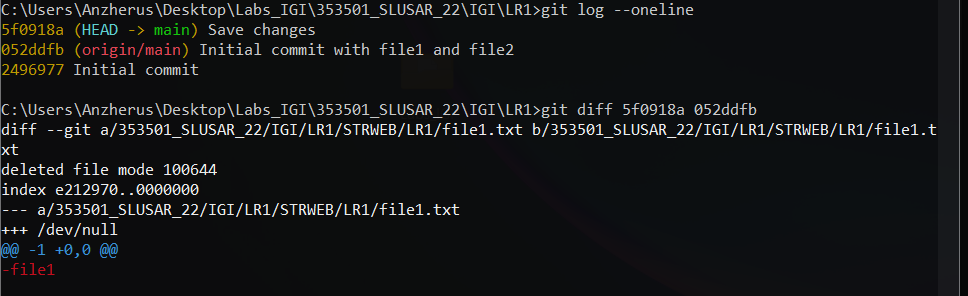 C:\Users\Anzherus\Desktop\Labs_IGI\353501_SLUSAR_22\IGI\LR1>git log --oneline
5f0918a (HEAD -> main) Save changes
052ddfb (origin/main) Initial commit with file1 and file2
2496977 Initial commit
C:\Users\Anzherus\Desktop\Labs_IGI\353501_SLUSAR_22\IGI\LR1>git diff 5f0918a 052ddfb
diff --git a/353501_SLUSAR_22/IGI/LR1/STRWEB/LR1/file1.txt b/353501_SLUSAR_22/IGI/LR1/STRWEB/LR1/file1.t
xt
deleted file mode 100644
index e212970..0000000
--- a/353501_SLUSAR_22/IGI/LR1/STRWEB/LR1/file1.txt
+++ /dev/null
@@ -1 +0,0 @@
-file1